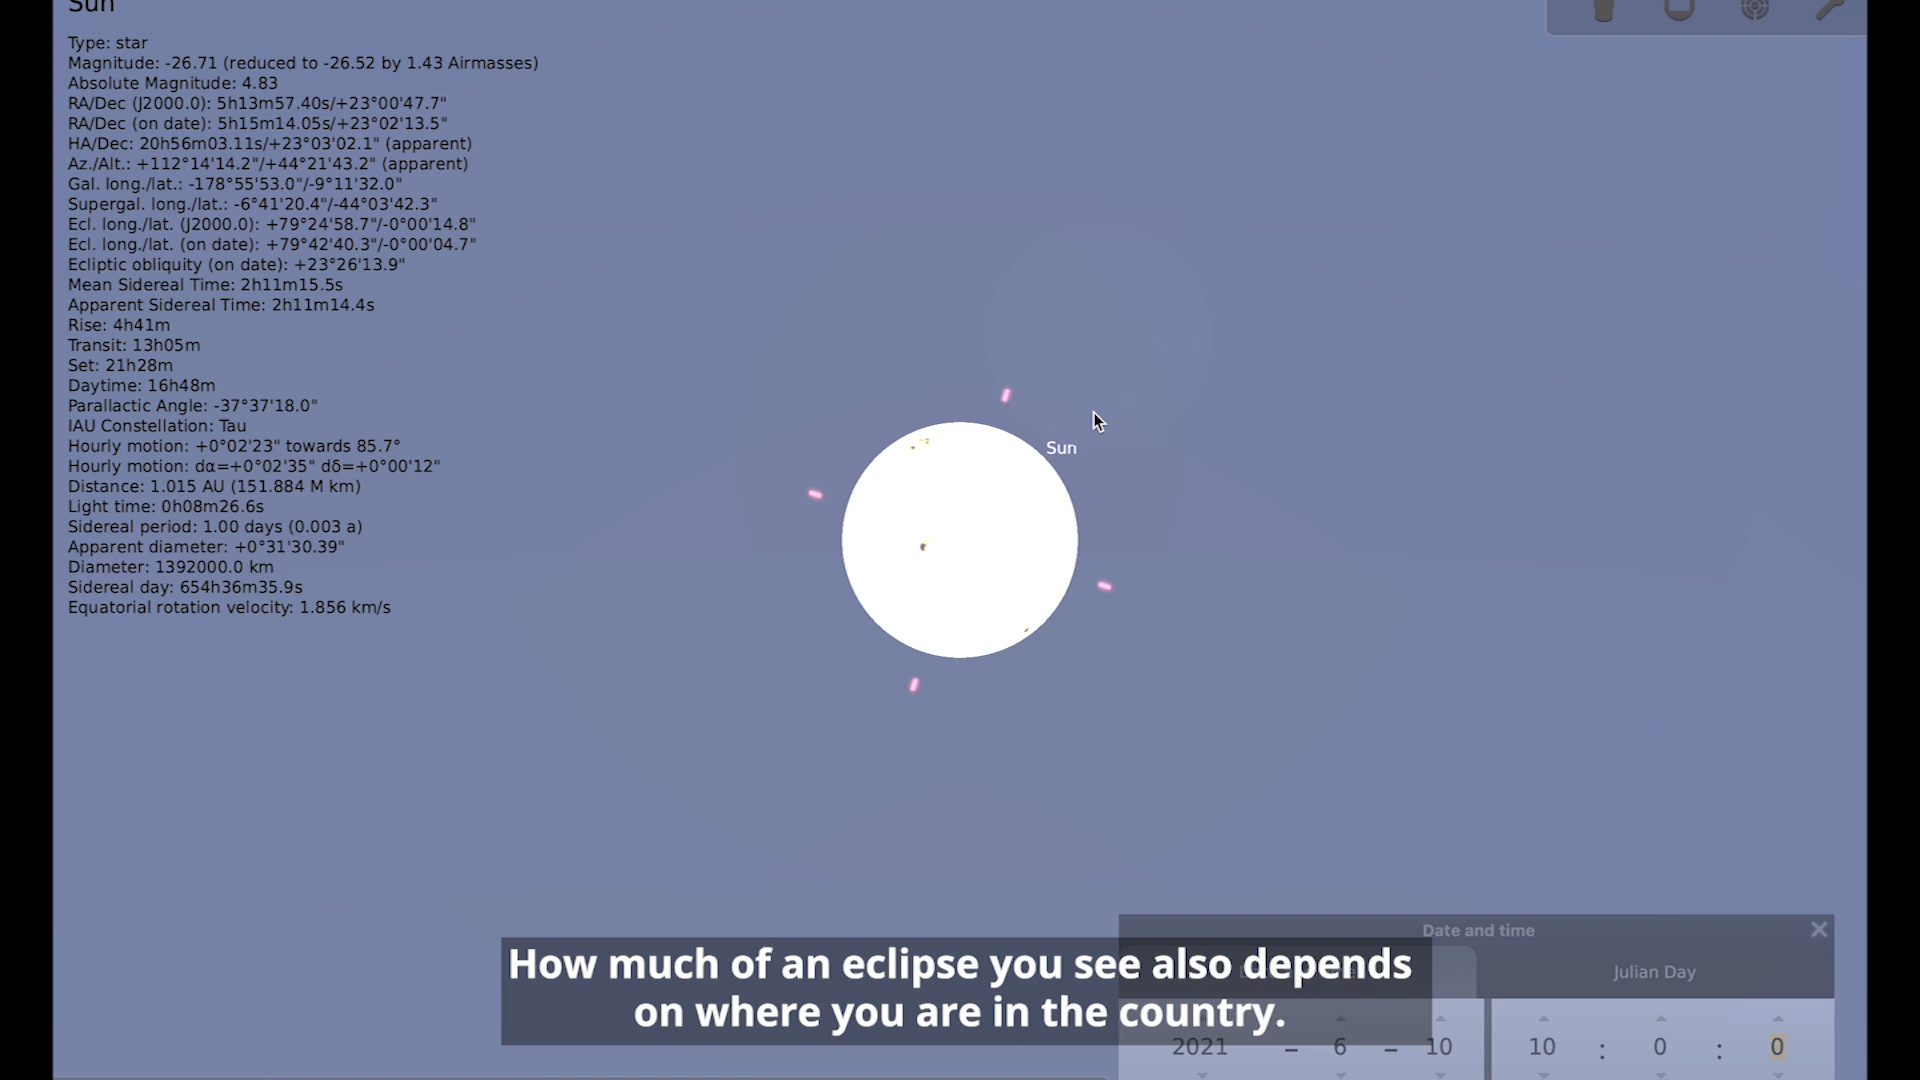 Sun
Type: star
Magnitude: -26.71 (reduced to -26.52 by 1.43 Airmasses)
Absolute Magnitude: 4.83
RA/Dec (J2000.0): 5h13m57.40s/+23°00'47.7"
RA/Dec (on date): 5h15m14.05s/+23°02'13.5"
HA/Dec: 20h56m03.11s/+23°03'02.1" (apparent)
Az./Alt.: +112°14'14.2"/+44°21'43.2" (apparent)
Gal. long./lat.: -178°55'53.0"/-9°11'32.0"
Supergal. long./lat.: -6°41'20.4"/-44°03'42.3"
Ecl. long./lat. (J2000.0): +79°24'58.7"/-0°00'14.8"
Ecl. long./lat. (on date): +79°42'40.3"/-0°00'04.7"
Ecliptic obliquity (on date): +23°26'13.9"
Mean Sidereal Time: 2h11m15.5s
Apparent Sidereal Time: 2h11m14.4s
Rise: 4h41m
Transit: 13h05m
Set: 21h28m
Daytime: 16h48m
Parallactic Angle: -37°37'18.0"
IAU Constellation: Tau
Hourly motion: +0°02'23" towards 85.7°
Hourly motion: dα=+0°02'35" dδ=+0°00'12"
Distance: 1.015 AU (151.884 M km)
Light time: 0h08m26.6s
Sidereal period: 1.00 days (0.003 a)
Apparent diameter: +0°31'30.39"
Diameter: 1392000.0 km
Sidereal day: 654h36m35.9s
Equatorial rotation velocity: 1.856 km/s
Sun
Date and time
Julian Day
How much of an eclipse you see also depends
on where you are in the country.
2021 – 6 – 10 10 : 0 : 0